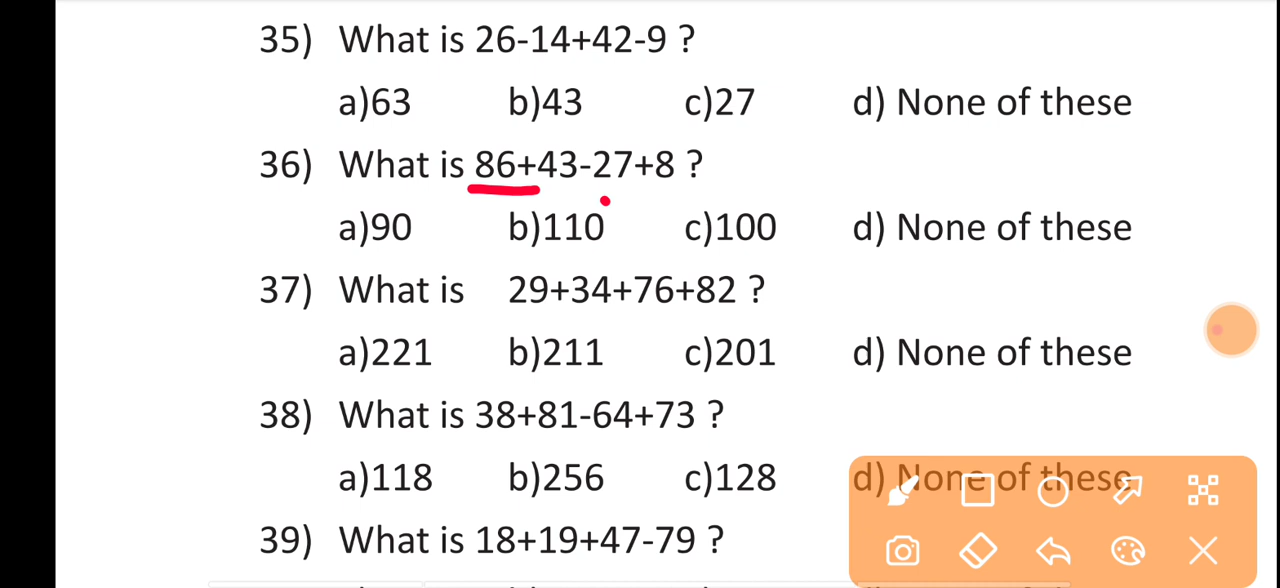 35) What is 26-14+42-9 ?
a)63 b)43 c)27 d) None of these
36) What is 86+43-27+8 ?
a)90 b)110 c)100 d) None of these
37) What is 29+34+76+82 ?
a)221 b)211 c)201 d) None of these
38) What is 38+81-64+73 ?
a)118 b)256 c)128 d) None of these
39) What is 18+19+47-79 ?